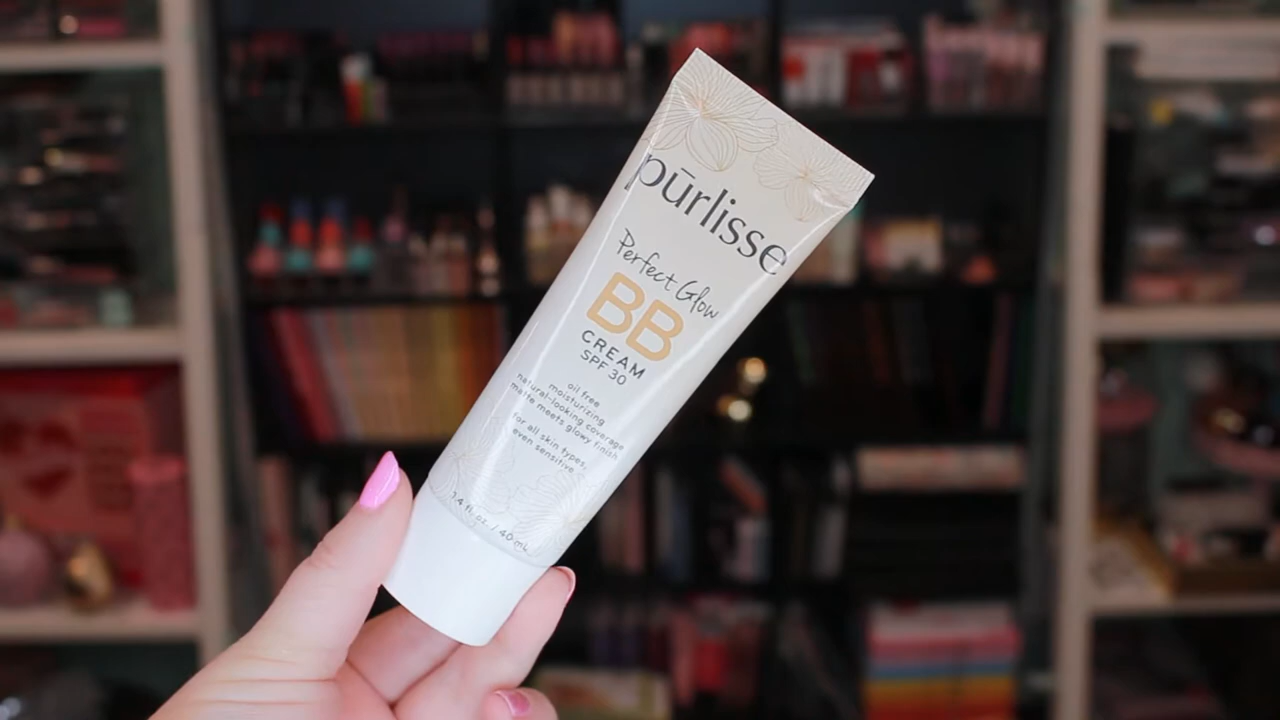 pūrlisse
Perfect Glow
BB
CREAM
SPF 30
oil free
moisturizing
natural-looking coverage
matte meets glowy finish
for all skin types,
even sensitive
1.4 fl. oz. / 40 mL